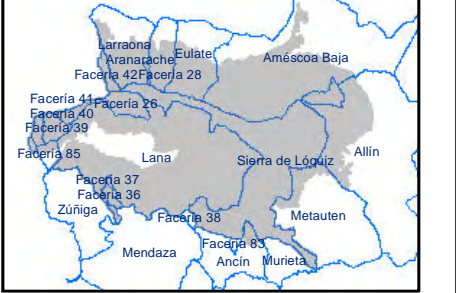 Larraona
Aranarache
Eulate
Améscoa Baja
Facería 42
Facería 28
Facería 41
Facería 26
Facería 40
Facería 39
Facería 85
Lana
Sierra de Lóquiz
Allín
Facería 37
Facería 36
Zúñiga
Facería 38
Metauten
Mendaza
Facería 83
Ancín
Murieta